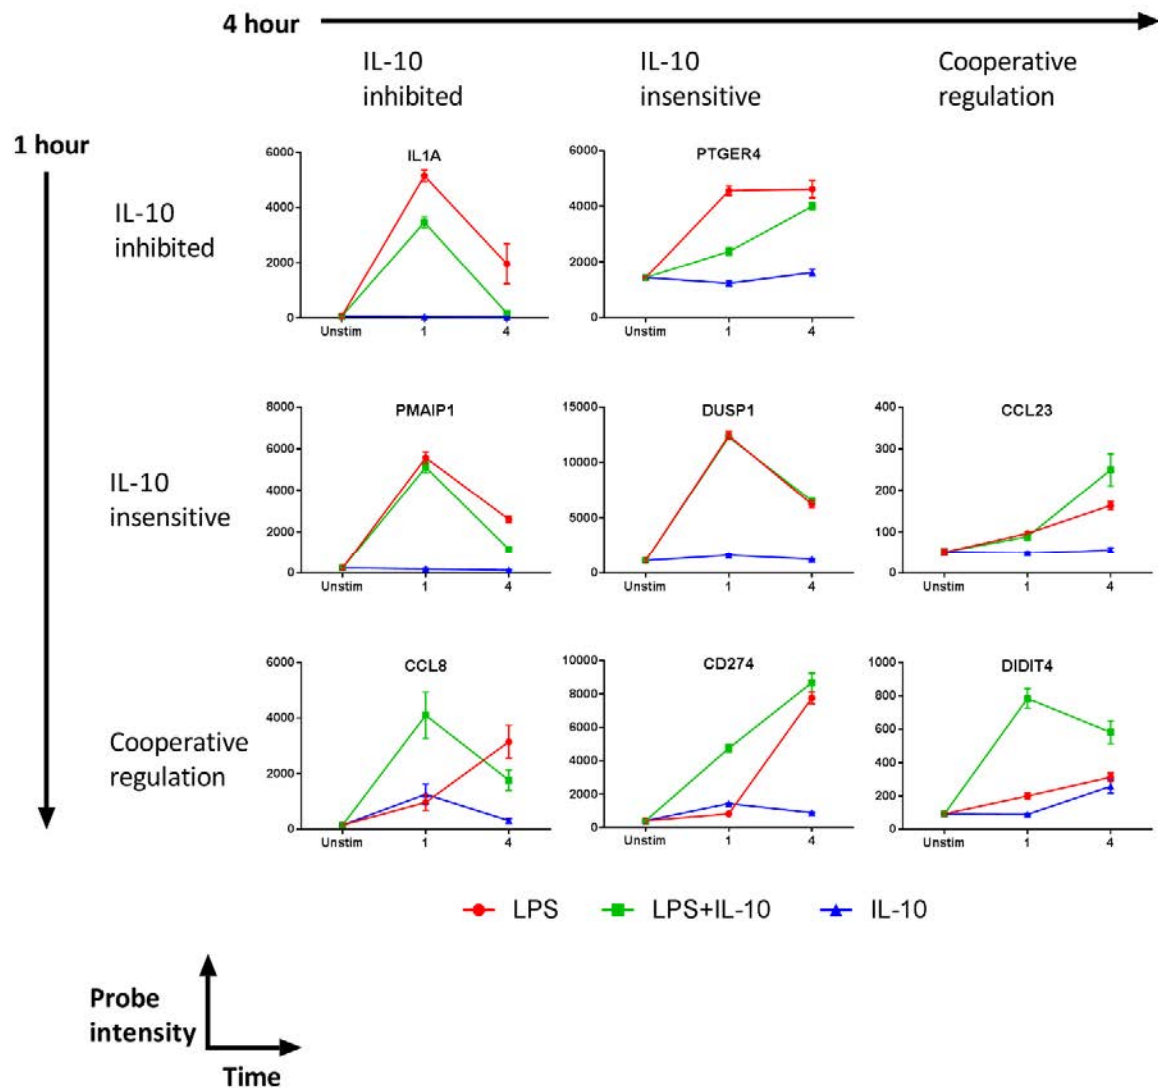 4 hour
IL-10
inhibited
IL-10
insensitive
Cooperative
regulation
1 hour
IL-10
inhibited
IL1A
6000
4000
2000
0
Unstim 1 4
PTGER4
6000
4000
2000
0
Unstim 1 4
IL-10
insensitive
PMAIP1
8000
6000
4000
2000
0
Unstim 1 4
DUSP1
15000
10000
5000
0
Unstim 1 4
CCL23
400
300
200
100
0
Unstim 1 4
Cooperative
regulation
CCL8
6000
4000
2000
0
Unstim 1 4
CD274
10000
8000
6000
4000
2000
0
Unstim 1 4
DIDIT4
1000
800
600
400
200
0
Unstim 1 4
LPS LPS+IL-10 IL-10
Probe
intensity
Time